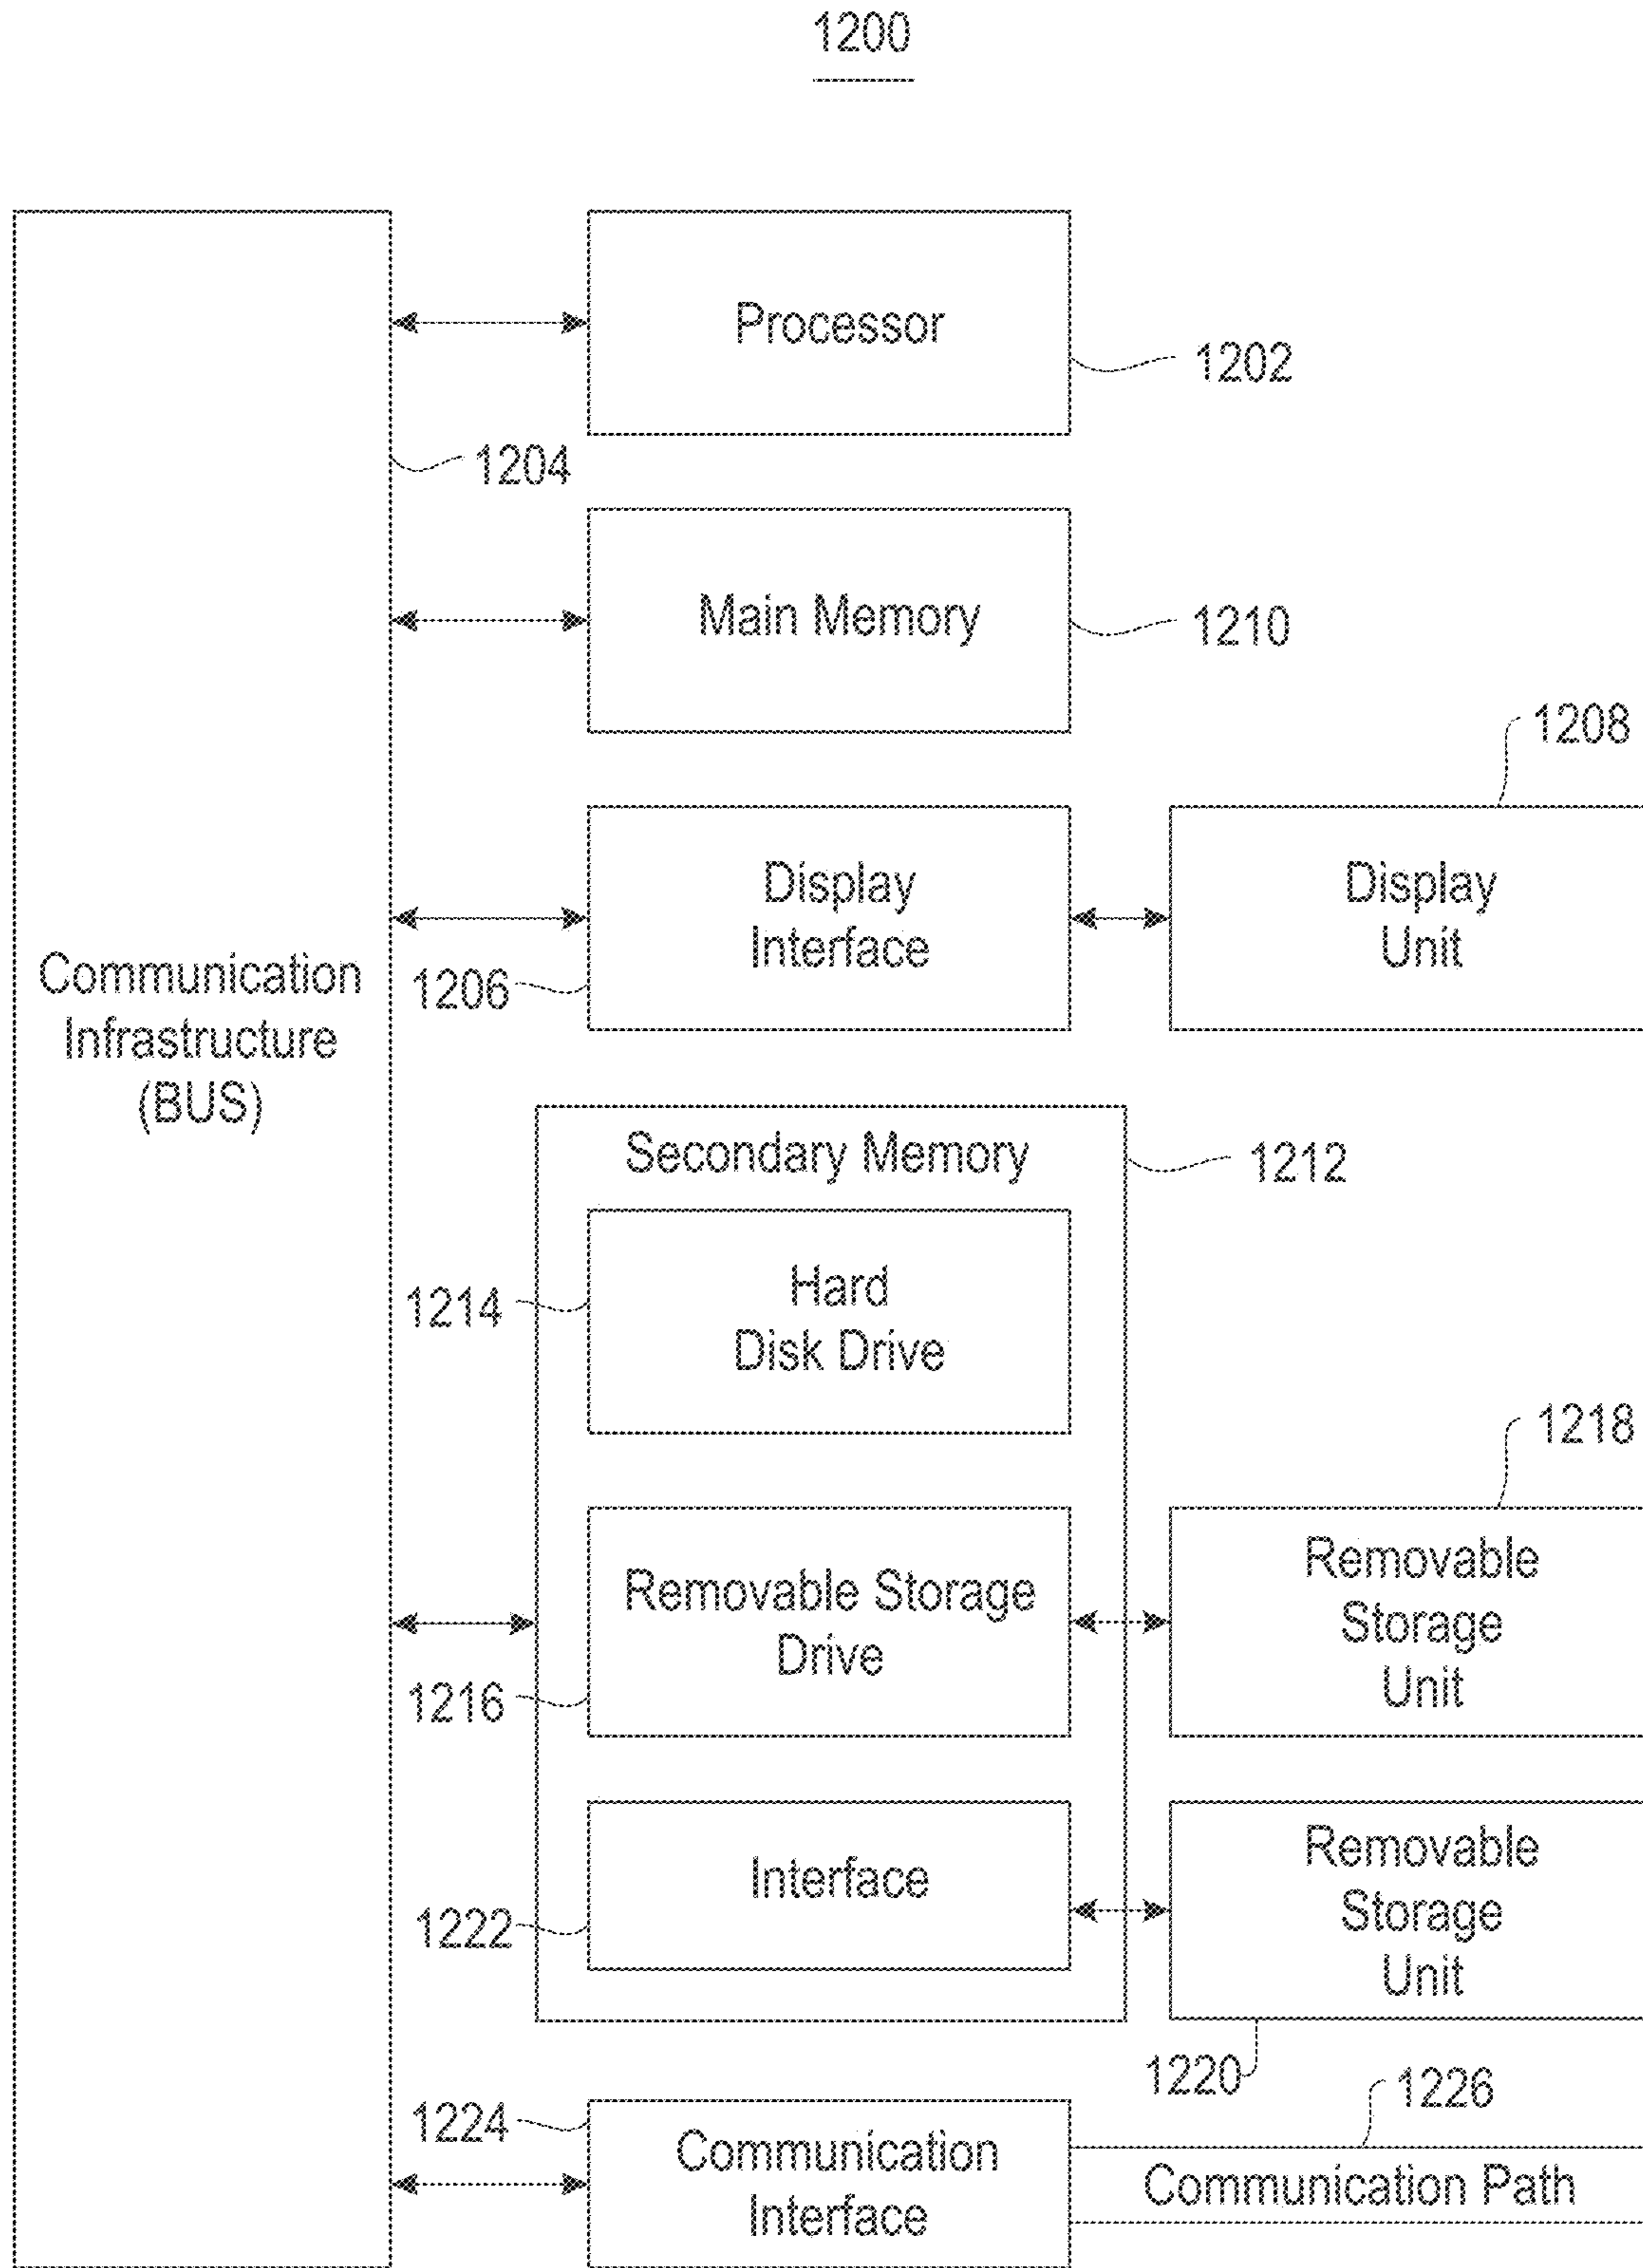 1200
Processor
1202
1204
Main Memory
1210
1208
Display
Interface
1206
Display
Unit
Communication
Infrastructure
(BUS)
Secondary Memory
1212
Hard
Disk Drive
1214
1218
Removable Storage
Drive
1216
Removable
Storage
Unit
Interface
1222
Removable
Storage
Unit
1220
1226
1224
Communication
Interface
Communication Path